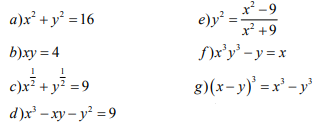 a) x² + y² = 16
b) xy = 4
c) x^{1/2} + y^{1/2} = 9
d) x³ − xy − y² = 9
e) y² = (x² − 9)/(x² + 9)
f) x³y³ − y = x
g) (x − y)³ = x³ − y³